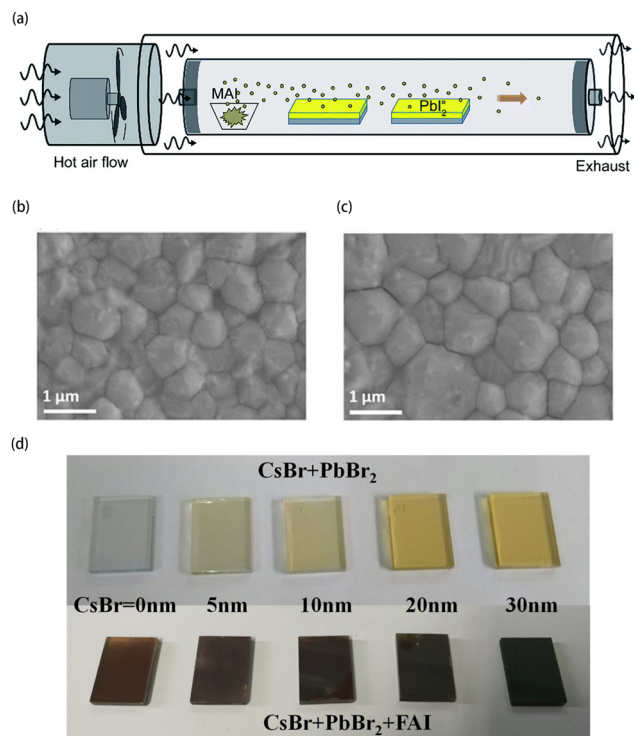 (a)
MAI
PbI2
Hot air flow
Exhaust
(b)
(c)
1 μm
1 μm
(d)
CsBr+PbBr2
CsBr=0nm 5nm 10nm 20nm 30nm
CsBr+PbBr2+FAI